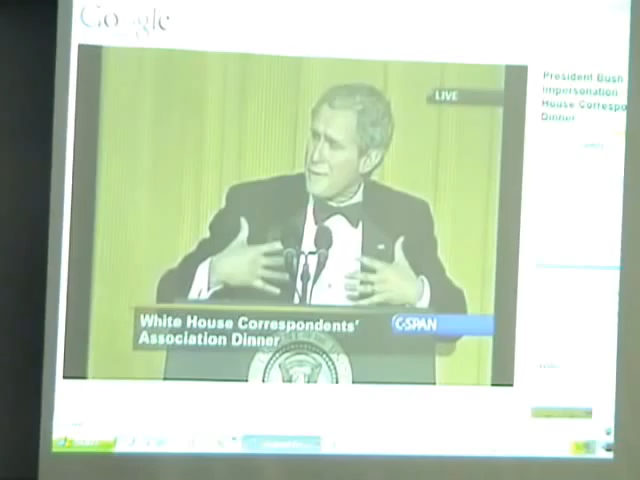 Google
LIVE
President Bush
Impersonation
House Correspo
Dinner
White House Correspondents'
Association Dinner
C-SPAN